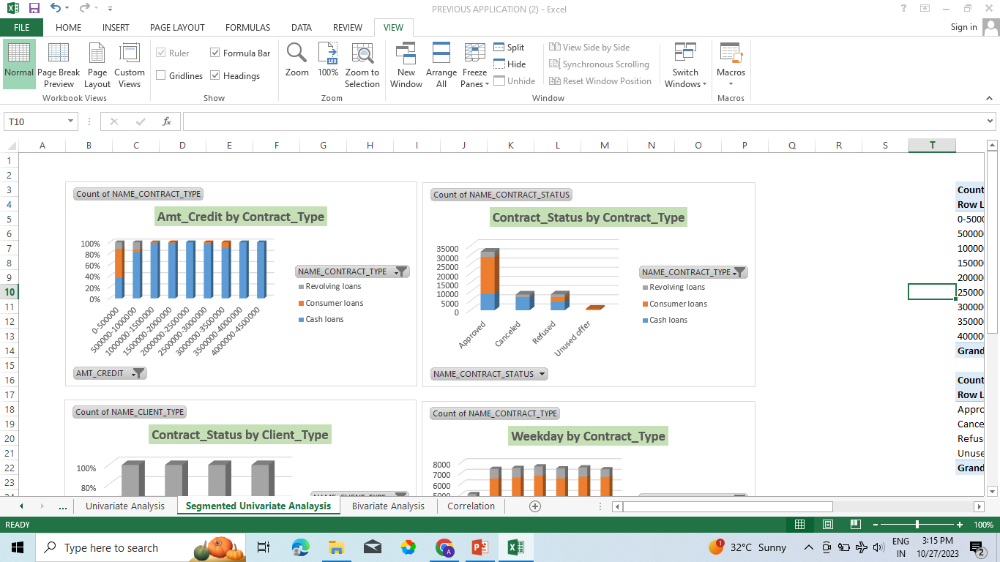 PREVIOUS APPLICATION (2) - Excel
FILE HOME INSERT PAGE LAYOUT FORMULAS DATA REVIEW VIEW Sign in
Normal Page Break Preview Page Layout Custom Views
Workbook Views
Ruler Formula Bar
Gridlines Headings
Show
Zoom 100% Zoom to Selection
Zoom
New Window Arrange All Freeze Panes
Split
Hide
Unhide
View Side by Side
Synchronous Scrolling
Reset Window Position
Switch Windows
Window
Macros
Macros
T10 fx
A B C D E F G H I J K L M N O P Q R S T
1
2
3
4
5
6
7
8
9
10
11
12
13
14
15
16
17
18
19
20
21
22
23
Count of NAME_CONTRACT_TYPE
Amt_Credit by Contract_Type
100%
80%
60%
40%
20%
0%
0-500000
500000-1000000
1000000-1500000
1500000-2000000
2000000-2500000
2500000-3000000
3000000-3500000
3500000-4000000
4000000-4500000
NAME_CONTRACT_TYPE
Revolving loans
Consumer loans
Cash loans
AMT_CREDIT
Count of NAME_CONTRACT_STATUS
Contract_Status by Contract_Type
35000
30000
25000
20000
15000
10000
5000
0
Approved
Canceled
Refused
Unused offer
NAME_CONTRACT_TYPE
Revolving loans
Consumer loans
Cash loans
NAME_CONTRACT_STATUS
Count
Row L
0-5000
50000
10000
15000
20000
25000
30000
35000
40000
Grand
Count
Row L
Appro
Cance
Refus
Unuse
Grand
Count of NAME_CLIENT_TYPE
Contract_Status by Client_Type
100%
80%
Count of NAME_CONTRACT_TYPE
Weekday by Contract_Type
8000
7000
6000
5000
... Univariate Analysis Segmented Univariate Analaysis Bivariate Analysis Correlation
READY 100%
Type here to search
1 32°C Sunny ENG IN 3:15 PM 10/27/2023 2